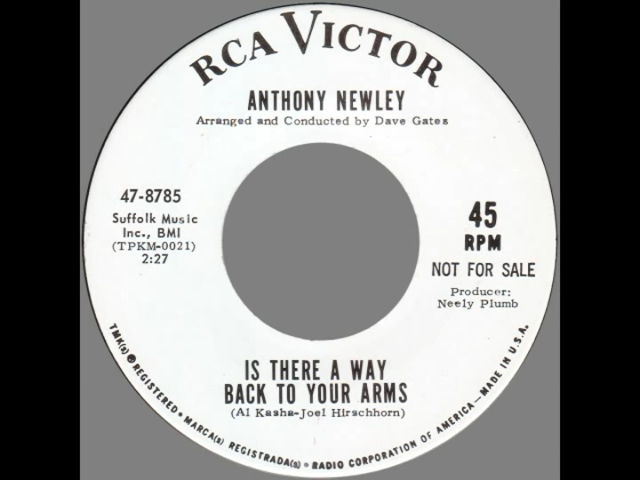 RCA VICTOR
ANTHONY NEWLEY
Arranged and Conducted by Dave Gates
47-8785
Suffolk Music
Inc., BMI
(TPKM-0021)
2:27
45
RPM
NOT FOR SALE
Producer:
Neely Plumb
IS THERE A WAY
BACK TO YOUR ARMS
(Al Kasha-Joel Hirschhorn)
TMK(s) ® REGISTERED • MARCA(s) REGISTRADA(s) • RADIO CORPORATION OF AMERICA—MADE IN U.S.A.